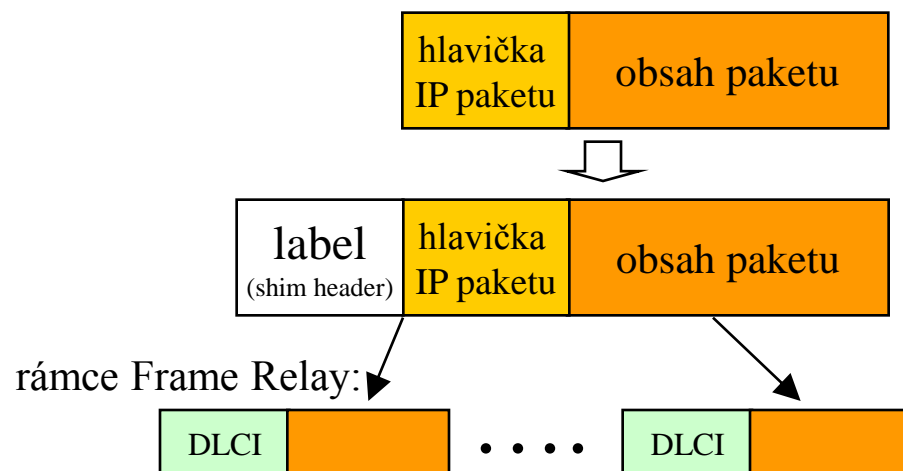 hlavička
IP paketu
obsah paketu
label
(shim header)
hlavička
IP paketu
obsah paketu
rámce Frame Relay:
DLCI
. . . .
DLCI